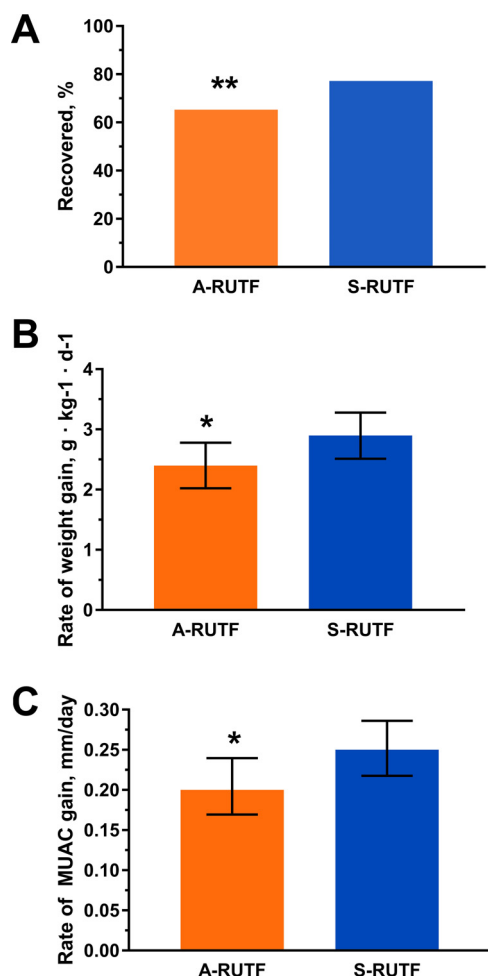 A
Recovered, %
100
80
60
40
20
0
**
A-RUTF
S-RUTF
B
Rate of weight gain, g · kg-1 · d-1
4
3
2
1
0
*
A-RUTF
S-RUTF
C
Rate of MUAC gain, mm/day
0.30
0.25
0.20
0.15
0.10
0.05
0.00
*
A-RUTF
S-RUTF